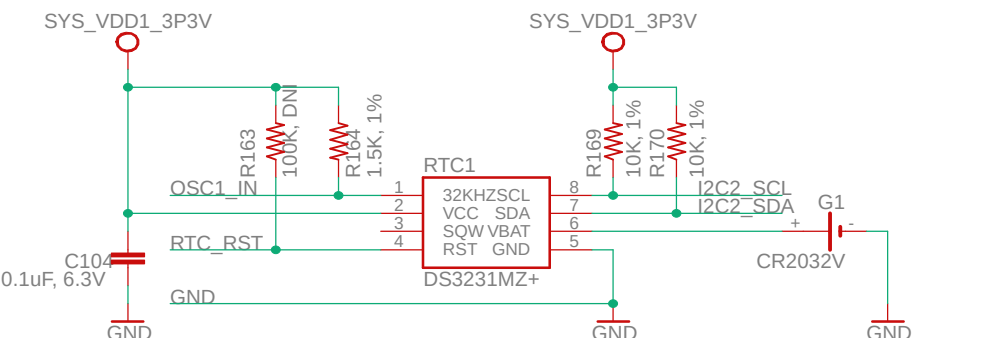 SYS_VDD1_3P3V
SYS_VDD1_3P3V
R163
100K, DNI
R164
1.5K, 1%
R169
10K, 1%
R170
10K, 1%
RTC1
OSC1_IN
1
32KHZ
SCL
8
I2C2_SCL
2
VCC
SDA
7
I2C2_SDA
3
SQW
VBAT
6
RTC_RST
4
RST
GND
5
DS3231MZ+
G1
+
-
CR2032V
C104
0.1uF, 6.3V
GND
GND
GND
GND